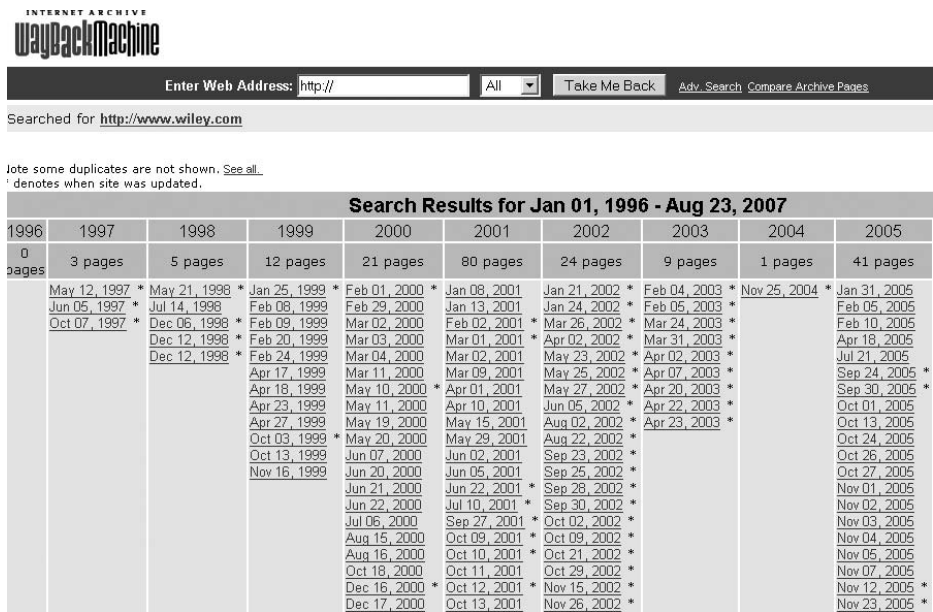 INTERNET ARCHIVE
WayBackMachine
Enter Web Address: http:// All Take Me Back Adv. Search Compare Archive Pages
Searched for http://www.wiley.com
lote some duplicates are not shown. See all.
* denotes when site was updated.
Search Results for Jan 01, 1996 - Aug 23, 2007
1996 1997 1998 1999 2000 2001 2002 2003 2004 2005
0 pages 3 pages 5 pages 12 pages 21 pages 80 pages 24 pages 9 pages 1 pages 41 pages
May 12, 1997 * May 21, 1998 * Jan 25, 1999 * Feb 01, 2000 * Jan 08, 2001 Jan 21, 2002 * Feb 04, 2003 * Nov 25, 2004 * Jan 31, 2005
Jun 05, 1997 * Jul 14, 1998 Feb 08, 1999 Feb 29, 2000 Jan 13, 2001 Jan 24, 2002 * Feb 05, 2003 * Feb 05, 2005
Oct 07, 1997 * Dec 06, 1998 * Feb 09, 1999 Mar 02, 2000 Feb 02, 2001 * Mar 26, 2002 * Mar 24, 2003 * Feb 10, 2005
Dec 12, 1998 * Feb 20, 1999 Mar 03, 2000 Mar 01, 2001 * Apr 02, 2002 * Mar 31, 2003 * Apr 18, 2005
Dec 12, 1998 * Feb 24, 1999 Mar 04, 2000 Mar 02, 2001 May 23, 2002 * Apr 02, 2003 * Jul 21, 2005
Apr 17, 1999 Mar 11, 2000 Mar 09, 2001 May 25, 2002 * Apr 07, 2003 * Sep 24, 2005 *
Apr 18, 1999 May 10, 2000 * Apr 01, 2001 May 27, 2002 * Apr 20, 2003 * Sep 30, 2005 *
Apr 23, 1999 May 11, 2000 Apr 10, 2001 Jun 05, 2002 * Apr 22, 2003 * Oct 01, 2005
Apr 27, 1999 May 19, 2000 May 15, 2001 Aug 02, 2002 * Apr 23, 2003 * Oct 13, 2005
Oct 03, 1999 * May 20, 2000 May 29, 2001 Aug 22, 2002 * Oct 24, 2005
Oct 13, 1999 Jun 07, 2000 Jun 02, 2001 Sep 23, 2002 * Oct 26, 2005
Nov 16, 1999 Jun 20, 2000 Jun 05, 2001 Sep 25, 2002 * Oct 27, 2005
Jun 21, 2000 Jun 22, 2001 * Sep 28, 2002 * Nov 01, 2005
Jun 22, 2000 Jul 10, 2001 * Sep 30, 2002 * Nov 02, 2005
Jul 06, 2000 Sep 27, 2001 * Oct 02, 2002 * Nov 03, 2005
Aug 15, 2000 Oct 09, 2001 * Oct 09, 2002 * Nov 04, 2005
Aug 16, 2000 Oct 10, 2001 * Oct 21, 2002 * Nov 05, 2005
Oct 18, 2000 Oct 11, 2001 Oct 29, 2002 * Nov 07, 2005
Dec 16, 2000 * Oct 12, 2001 * Nov 15, 2002 * Nov 12, 2005 *
Dec 17, 2000 Oct 13, 2001 Nov 26, 2002 * Nov 23, 2005 *